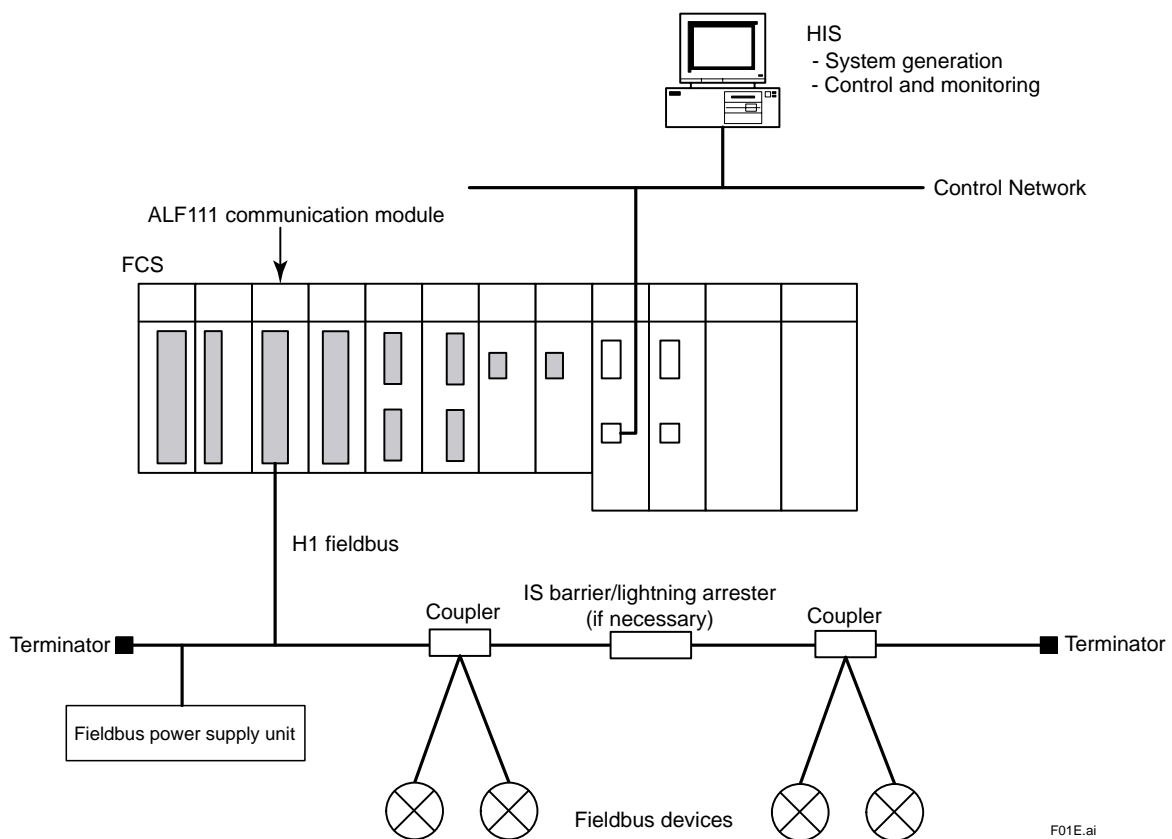 HIS
- System generation
- Control and monitoring
Control Network
ALF111 communication module
FCS
H1 fieldbus
IS barrier/lightning arrester
(if necessary)
Coupler
Coupler
Terminator
Terminator
Fieldbus power supply unit
Fieldbus devices
F01E.ai